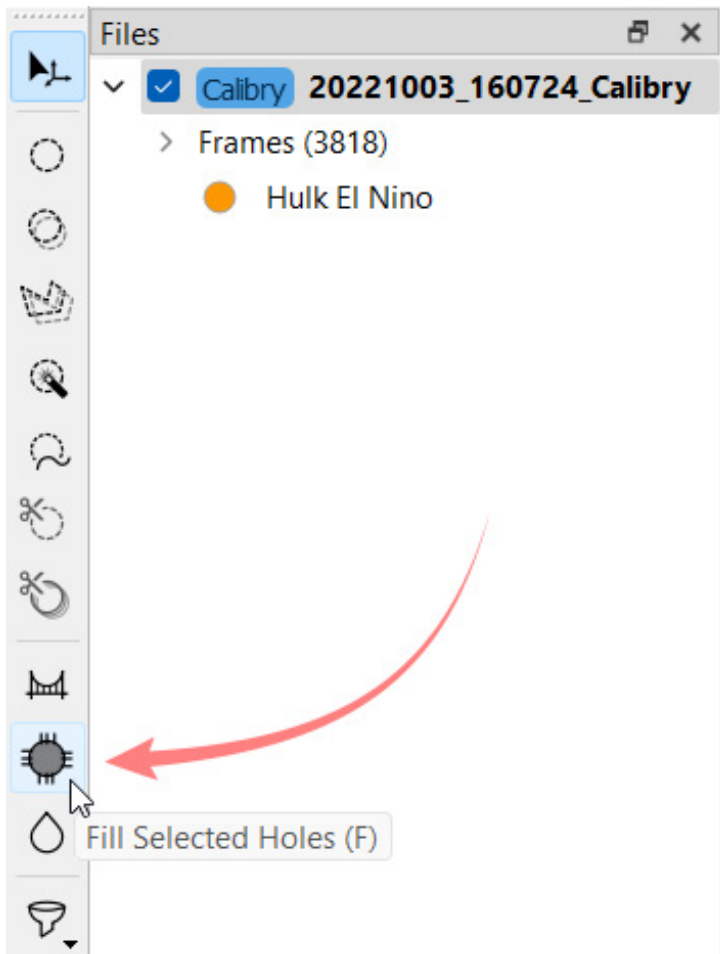 Files
Calibry 20221003_160724_Calibry
Frames (3818)
Hulk El Nino
Fill Selected Holes (F)